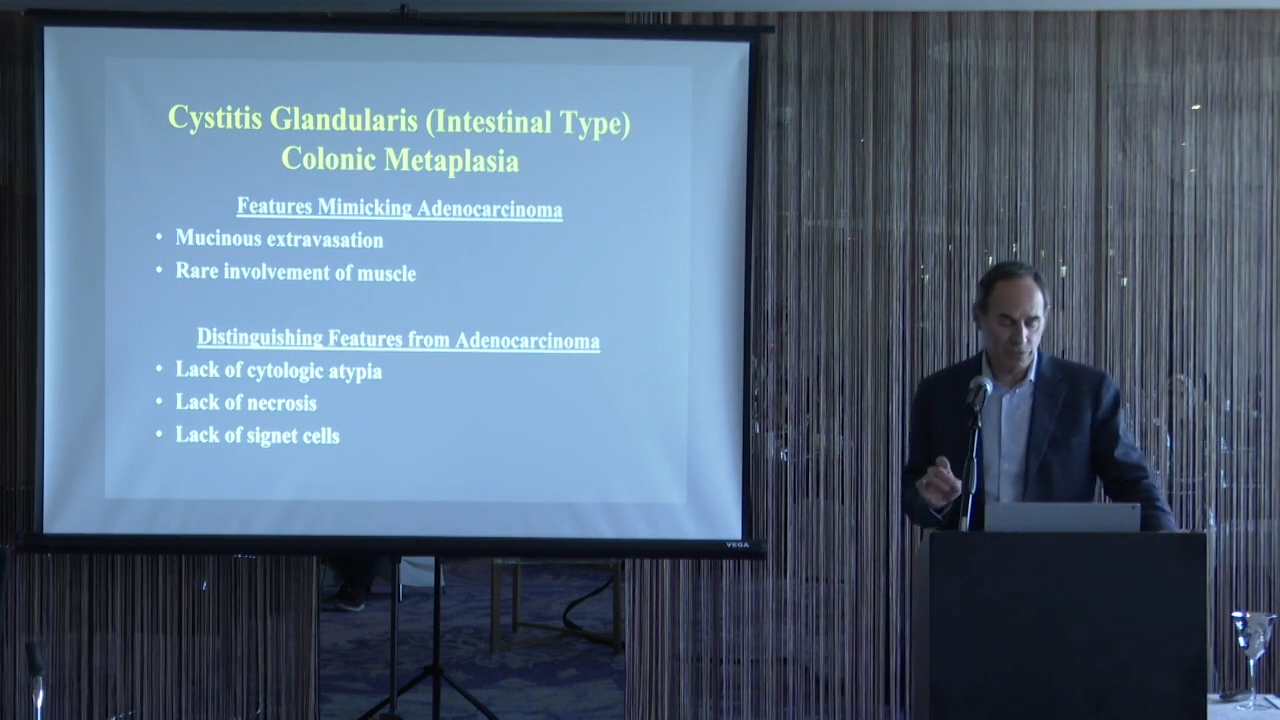 Cystitis Glandularis (Intestinal Type)
Colonic Metaplasia
Features Mimicking Adenocarcinoma
• Mucinous extravasation
• Rare involvement of muscle
Distinguishing Features from Adenocarcinoma
• Lack of cytologic atypia
• Lack of necrosis
• Lack of signet cells
VEGA